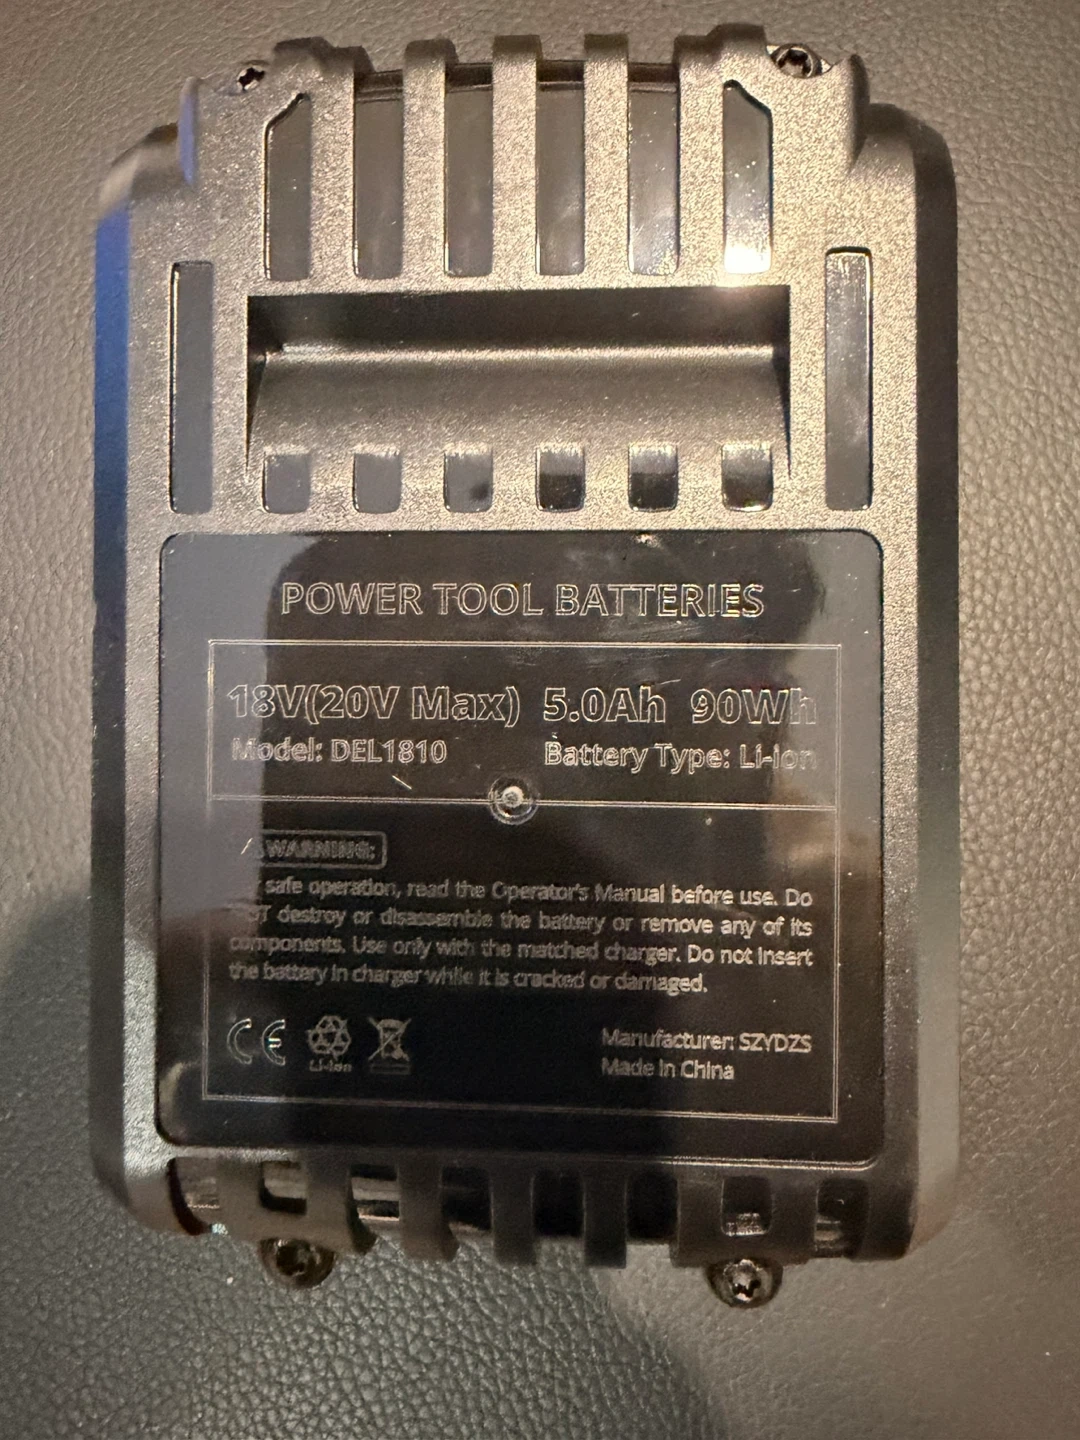 POWER TOOL BATTERIES
18V(20V Max) 5.0Ah 90Wh
Model: DEL1810 Battery Type: Li-ion
WARNING:
safe operation, read the Operator's Manual before use. Do
NOT destroy or disassemble the battery or remove any of its
components. Use only with the matched charger. Do not insert
the battery in charger while it is cracked or damaged.
CE
Li-ion
Manufacturer: SZYDZS
Made in China